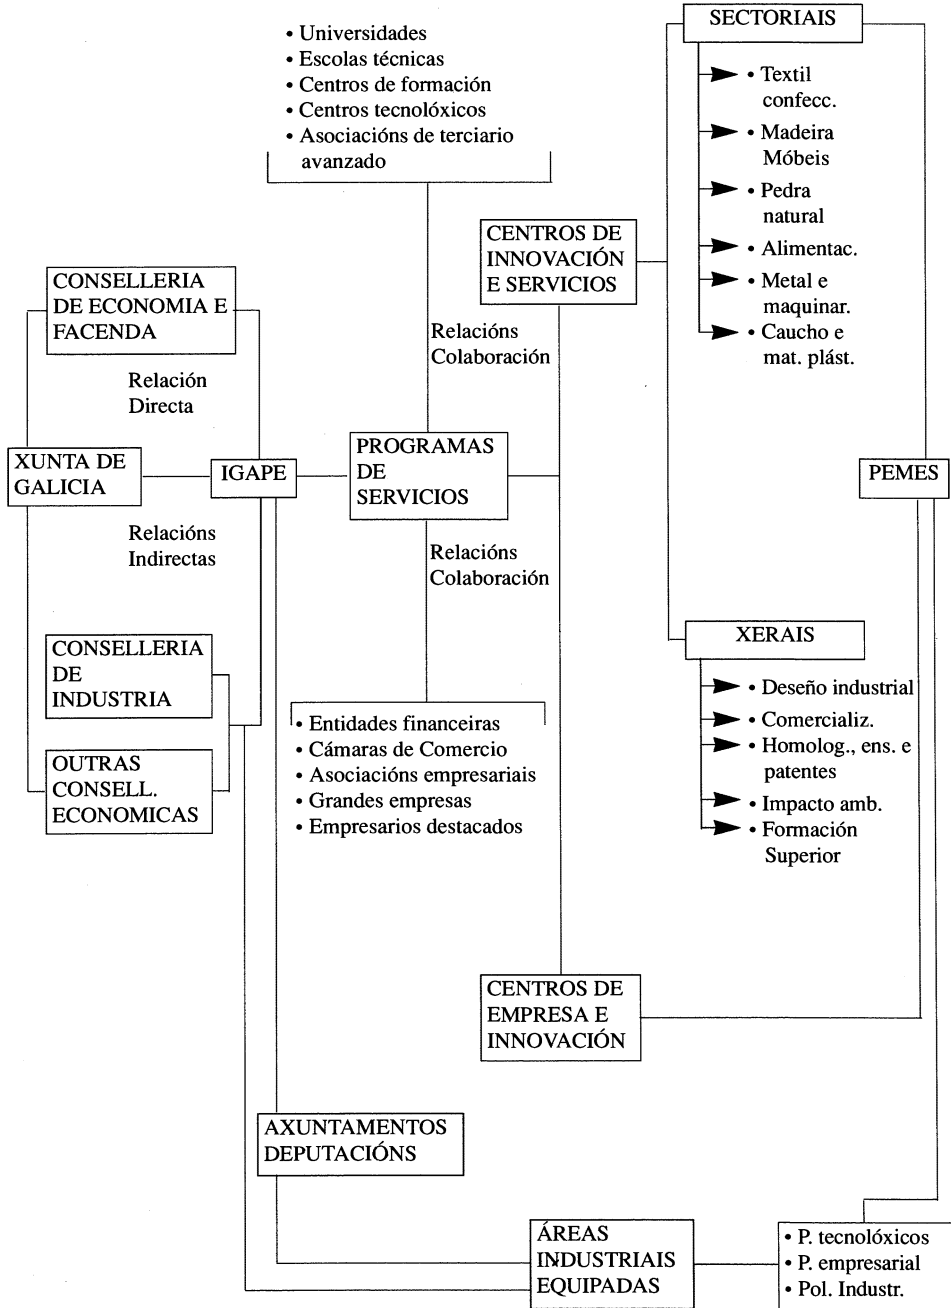 • Universidades
• Escolas técnicas
• Centros de formación
• Centros tecnolóxicos
• Asociacións de terciario
avanzado
SECTORIAIS
• Textil
confecc.
• Madeira
Móbeis
• Pedra
natural
• Alimentac.
• Metal e
maquinar.
• Caucho e
mat. plást.
CENTROS DE
INNOVACIÓN
E SERVICIOS
CONSELLERIA
DE ECONOMIA E
FACENDA
Relacións
Colaboración
Relación
Directa
XUNTA DE
GALICIA
IGAPE
PROGRAMAS
DE
SERVICIOS
PEMES
Relacións
Indirectas
Relacións
Colaboración
CONSELLERIA
DE
INDUSTRIA
OUTRAS
CONSELL.
ECONOMICAS
• Entidades financeiras
• Cámaras de Comercio
• Asociacións empresariais
• Grandes empresas
• Empresarios destacados
XERAIS
• Deseño industrial
• Comercializ.
• Homolog., ens. e
patentes
• Impacto amb.
• Formación
Superior
CENTROS DE
EMPRESA E
INNOVACIÓN
AXUNTAMENTOS
DEPUTACIÓNS
ÁREAS
INDUSTRIAIS
EQUIPADAS
• P. tecnolóxicos
• P. empresarial
• Pol. Industr.